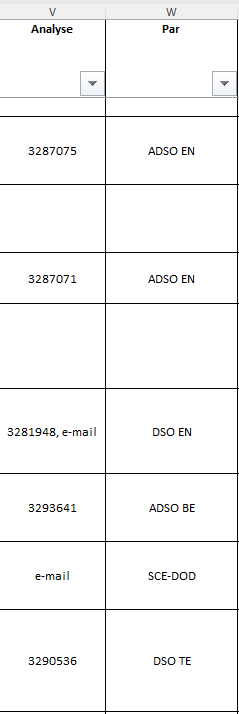 V W
Analyse Par
3287075 ADSO EN
3287071 ADSO EN
3281948, e-mail DSO EN
3293641 ADSO BE
e-mail SCE-DOD
3290536 DSO TE